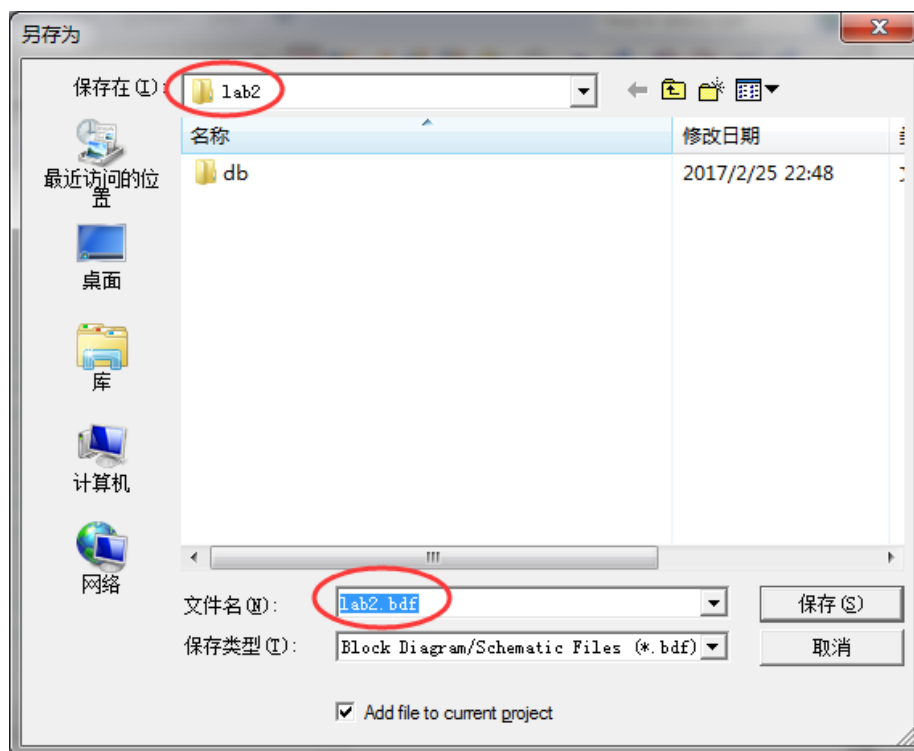 另存为
保存在(I):
lab2
名称
修改日期
db
2017/2/25 22:48
最近访问的位
置
桌面
库
计算机
网络
文件名(N):
lab2.bdf
保存(S)
保存类型(T):
Block Diagram/Schematic Files (*.bdf)
取消
Add file to current project